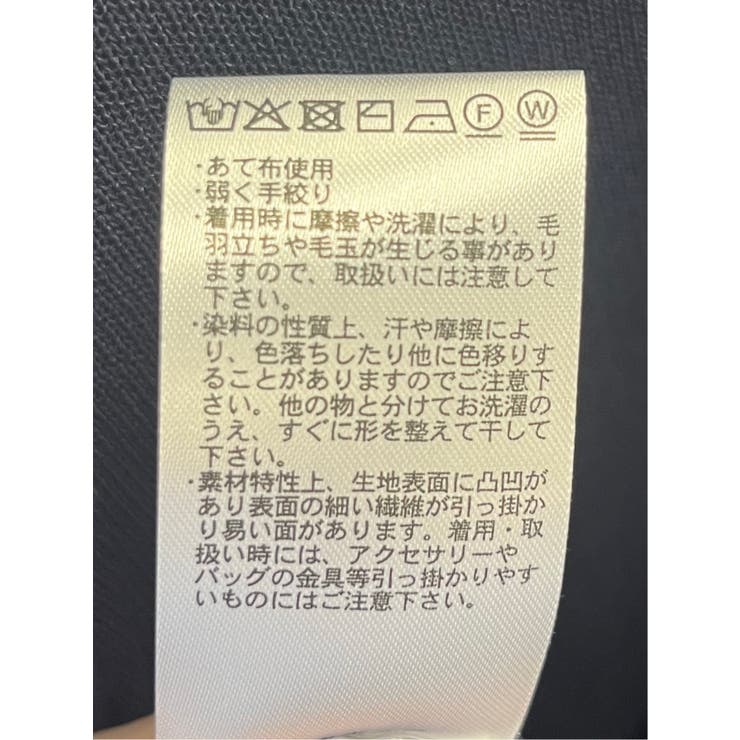 F W
・あて布使用
・弱く手絞り
・着用時に摩擦や洗濯により、毛
羽立ちや毛玉が生じる事があり
ますので、取扱いには注意して
下さい。
・染料の性質上、汗や摩擦によ
り、色落ちしたり他に色移りす
ることがありますのでご注意下
さい。他の物と分けてお洗濯の
うえ、すぐに形を整えて干して
下さい。
・素材特性上、生地表面に凸凹が
あり表面の細い繊維が引っ掛か
り易い面があります。着用・取
扱い時には、アクセサリーや
バッグの金具等引っ掛かりやす
いものにはご注意下さい。